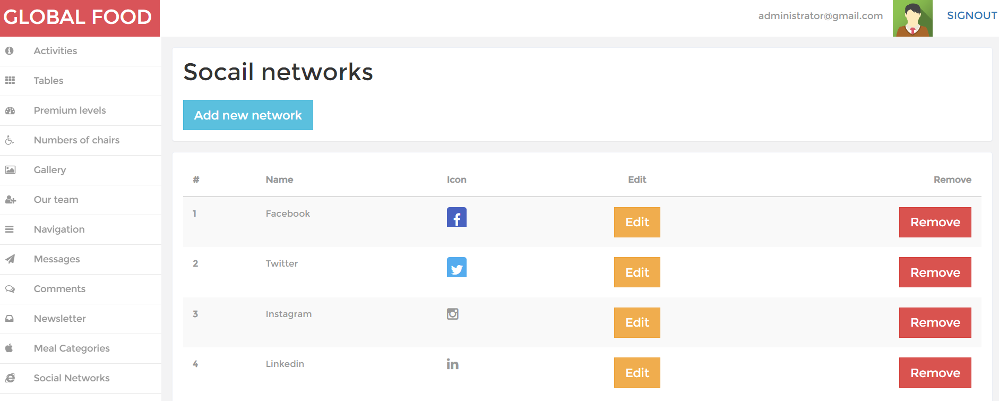 GLOBAL FOOD
administrator@gmail.com SIGNOUT
Activities
Tables
Premium levels
Numbers of chairs
Gallery
Our team
Navigation
Messages
Comments
Newsletter
Meal Categories
Social Networks
Socail networks
Add new network
# Name Icon Edit Remove
1 Facebook Edit Remove
2 Twitter Edit Remove
3 Instagram Edit Remove
4 Linkedin in Edit Remove